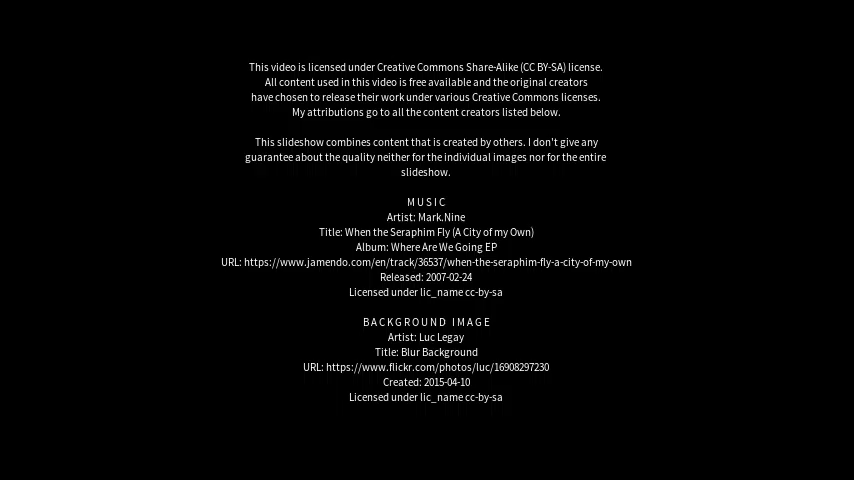 This video is licensed under Creative Commons Share-Alike (CC BY-SA) license.
All content used in this video is free available and the original creators
have chosen to release their work under various Creative Commons licenses.
My attributions go to all the content creators listed below.
This slideshow combines content that is created by others. I don't give any
guarantee about the quality neither for the individual images nor for the entire
slideshow.
MUSIC
Artist: Mark.Nine
Title: When the Seraphim Fly (A City of my Own)
Album: Where Are We Going EP
URL: https://www.jamendo.com/en/track/36537/when-the-seraphim-fly-a-city-of-my-own
Released: 2007-02-24
Licensed under lic_name cc-by-sa
BACKGROUND IMAGE
Artist: Luc Legay
Title: Blur Background
URL: https://www.flickr.com/photos/luc/16908297230
Created: 2015-04-10
Licensed under lic_name cc-by-sa